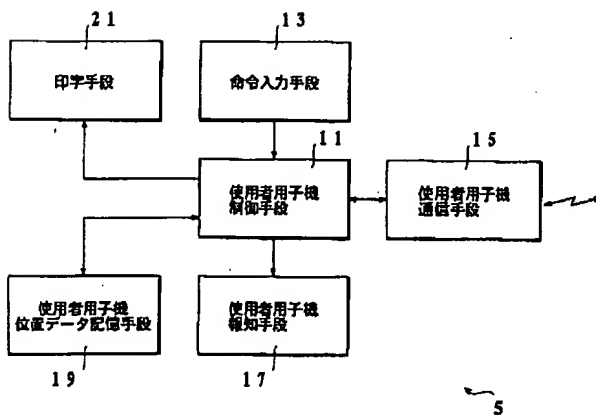 21
13
印字手段
命令入力手段
11
15
使用者用子機
制御手段
使用者用子機
通信手段
使用者用子機
位置データ記憶手段
使用者用子機
報知手段
19
17
5